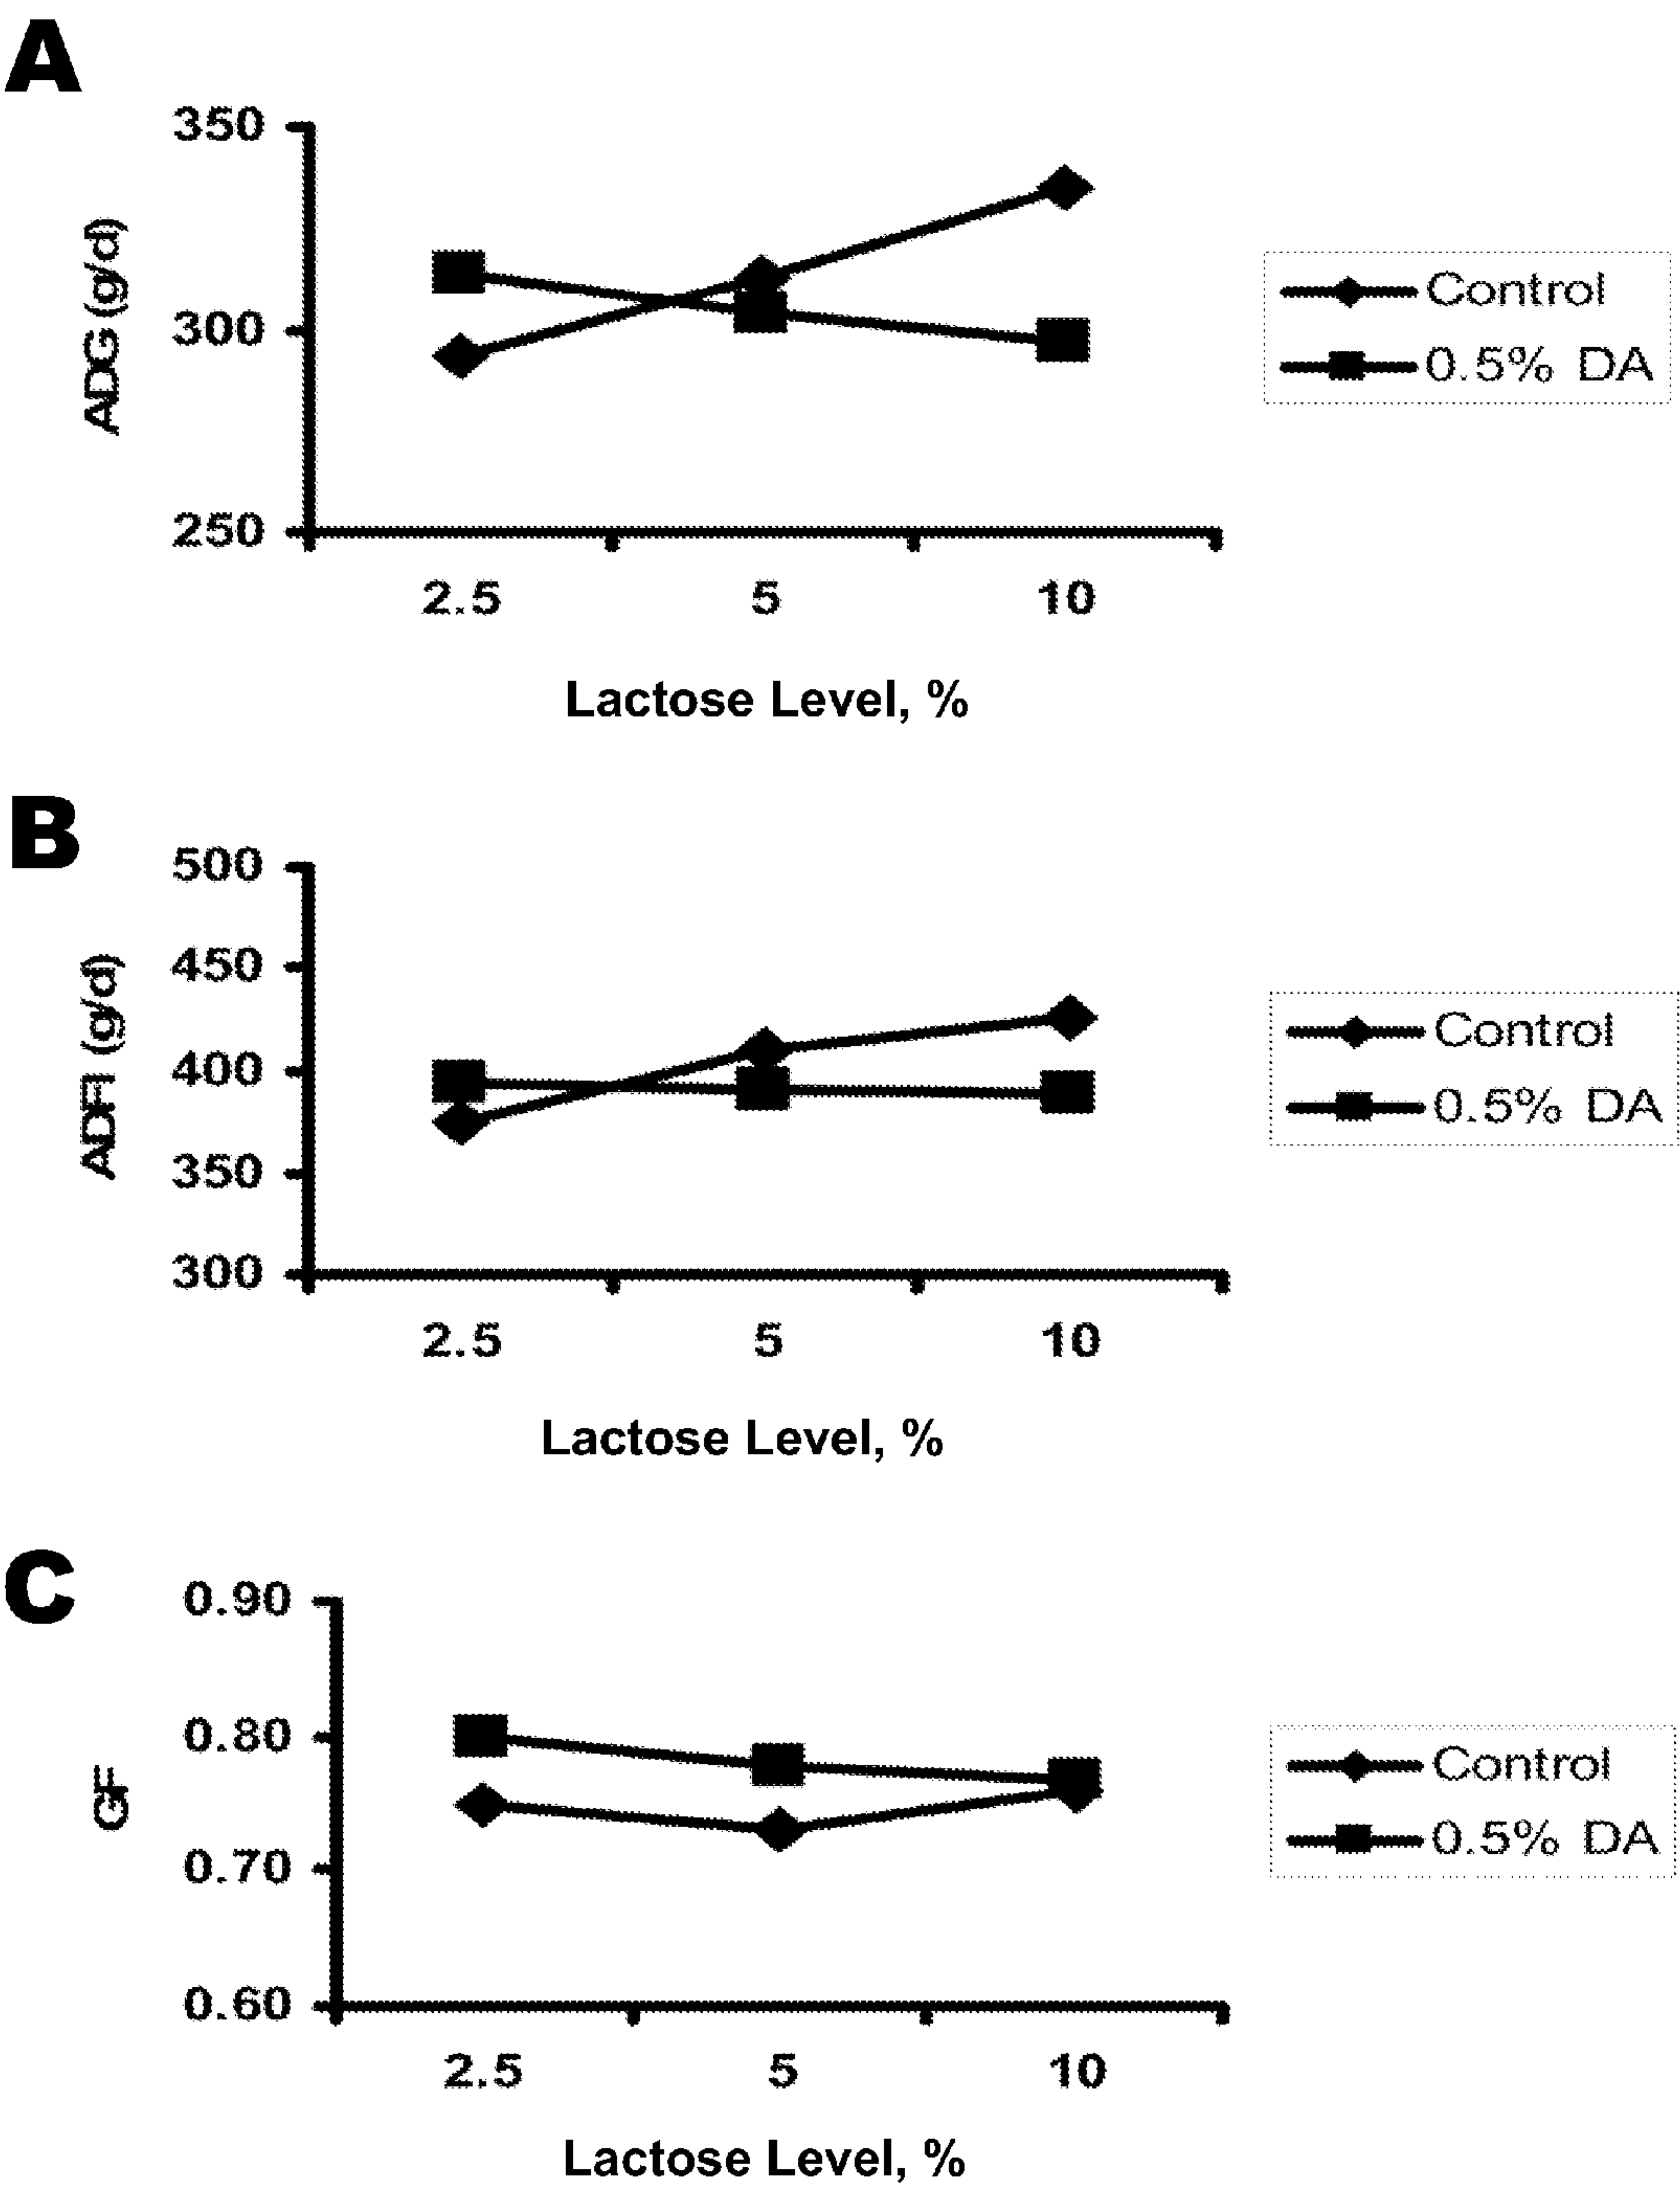 A
350
300
250
ADG (g/d)
2.5 5 10
Lactose Level, %
Control
0.5% DA
B
500
450
400
350
300
ADFI (g/d)
2.5 5 10
Lactose Level, %
Control
0.5% DA
C
0.90
0.80
0.70
0.60
GF
2.5 5 10
Lactose Level, %
Control
0.5% DA